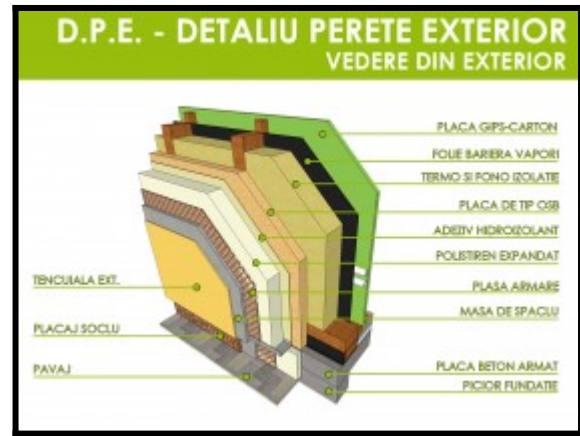 D.P.E. - DETALIU PERETE EXTERIOR
VEDERE DIN EXTERIOR
PLACA GIPS-CARTON
FOLIE BARIERA VAPORI
TERMO SI FONO IZOLATIE
PLACA DE TIP OSB
ADEZIV HIDROIZOLANT
POLISTIREN EXPANDAT
TENCUIALA EXT.
PLASA ARMARE
MASA DE SPACLU
PLACAJ SOCLU
PAVAJ
PLACA BETON ARMAT
PICIOR FUNDATIE